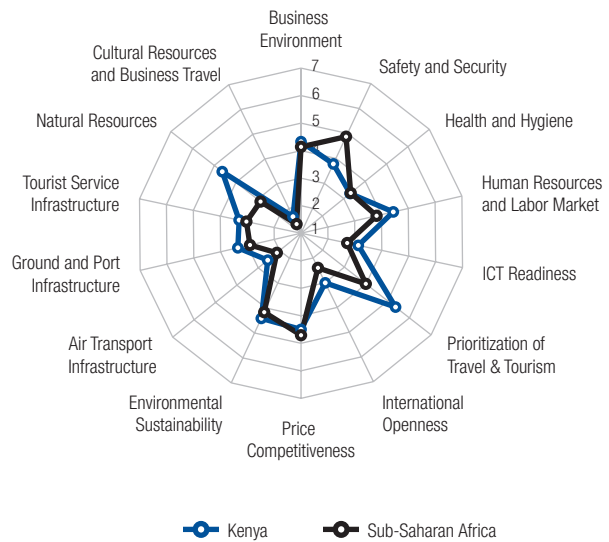 Business
Environment
Safety and Security
Health and Hygiene
Human Resources
and Labor Market
ICT Readiness
Prioritization of
Travel & Tourism
International
Openness
Price
Competitiveness
Environmental
Sustainability
Air Transport
Infrastructure
Ground and Port
Infrastructure
Tourist Service
Infrastructure
Natural Resources
Cultural Resources
and Business Travel
7
6
5
3
2
1
Kenya
Sub-Saharan Africa